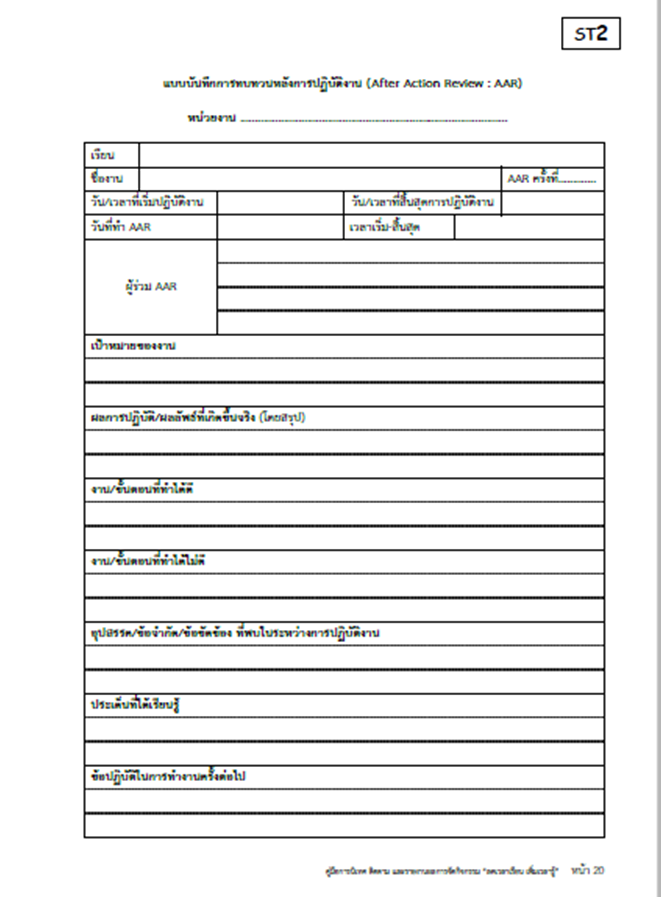 ST2
แบบบันทึกการทบทวนหลังการปฏิบัติงาน (After Action Review : AAR)
หน่วยงาน ................................................................................
เรียน
ชื่องาน AAR ครั้งที่............
วัน/เวลาที่เริ่มปฏิบัติงาน วัน/เวลาที่สิ้นสุดการปฏิบัติงาน
วันที่ทำ AAR เวลาเริ่ม-สิ้นสุด
ผู้ร่วม AAR
เป้าหมายของงาน
ผลการปฏิบัติ/ผลลัพธ์ที่เกิดขึ้นจริง (โดยสรุป)
งาน/ขั้นตอนที่ทำได้ดี
งาน/ขั้นตอนที่ทำได้ไม่ดี
อุปสรรค/ข้อจำกัด/ข้อขัดข้อง ที่พบในระหว่างการปฏิบัติงาน
ประเด็นที่ได้เรียนรู้
ข้อปฏิบัติในการทำงานครั้งต่อไป
คู่มือการนิเทศ ติดตาม และรายงานผลการจัดกิจกรรม "ลดเวลาเรียน เพิ่มเวลารู้" หน้า 20